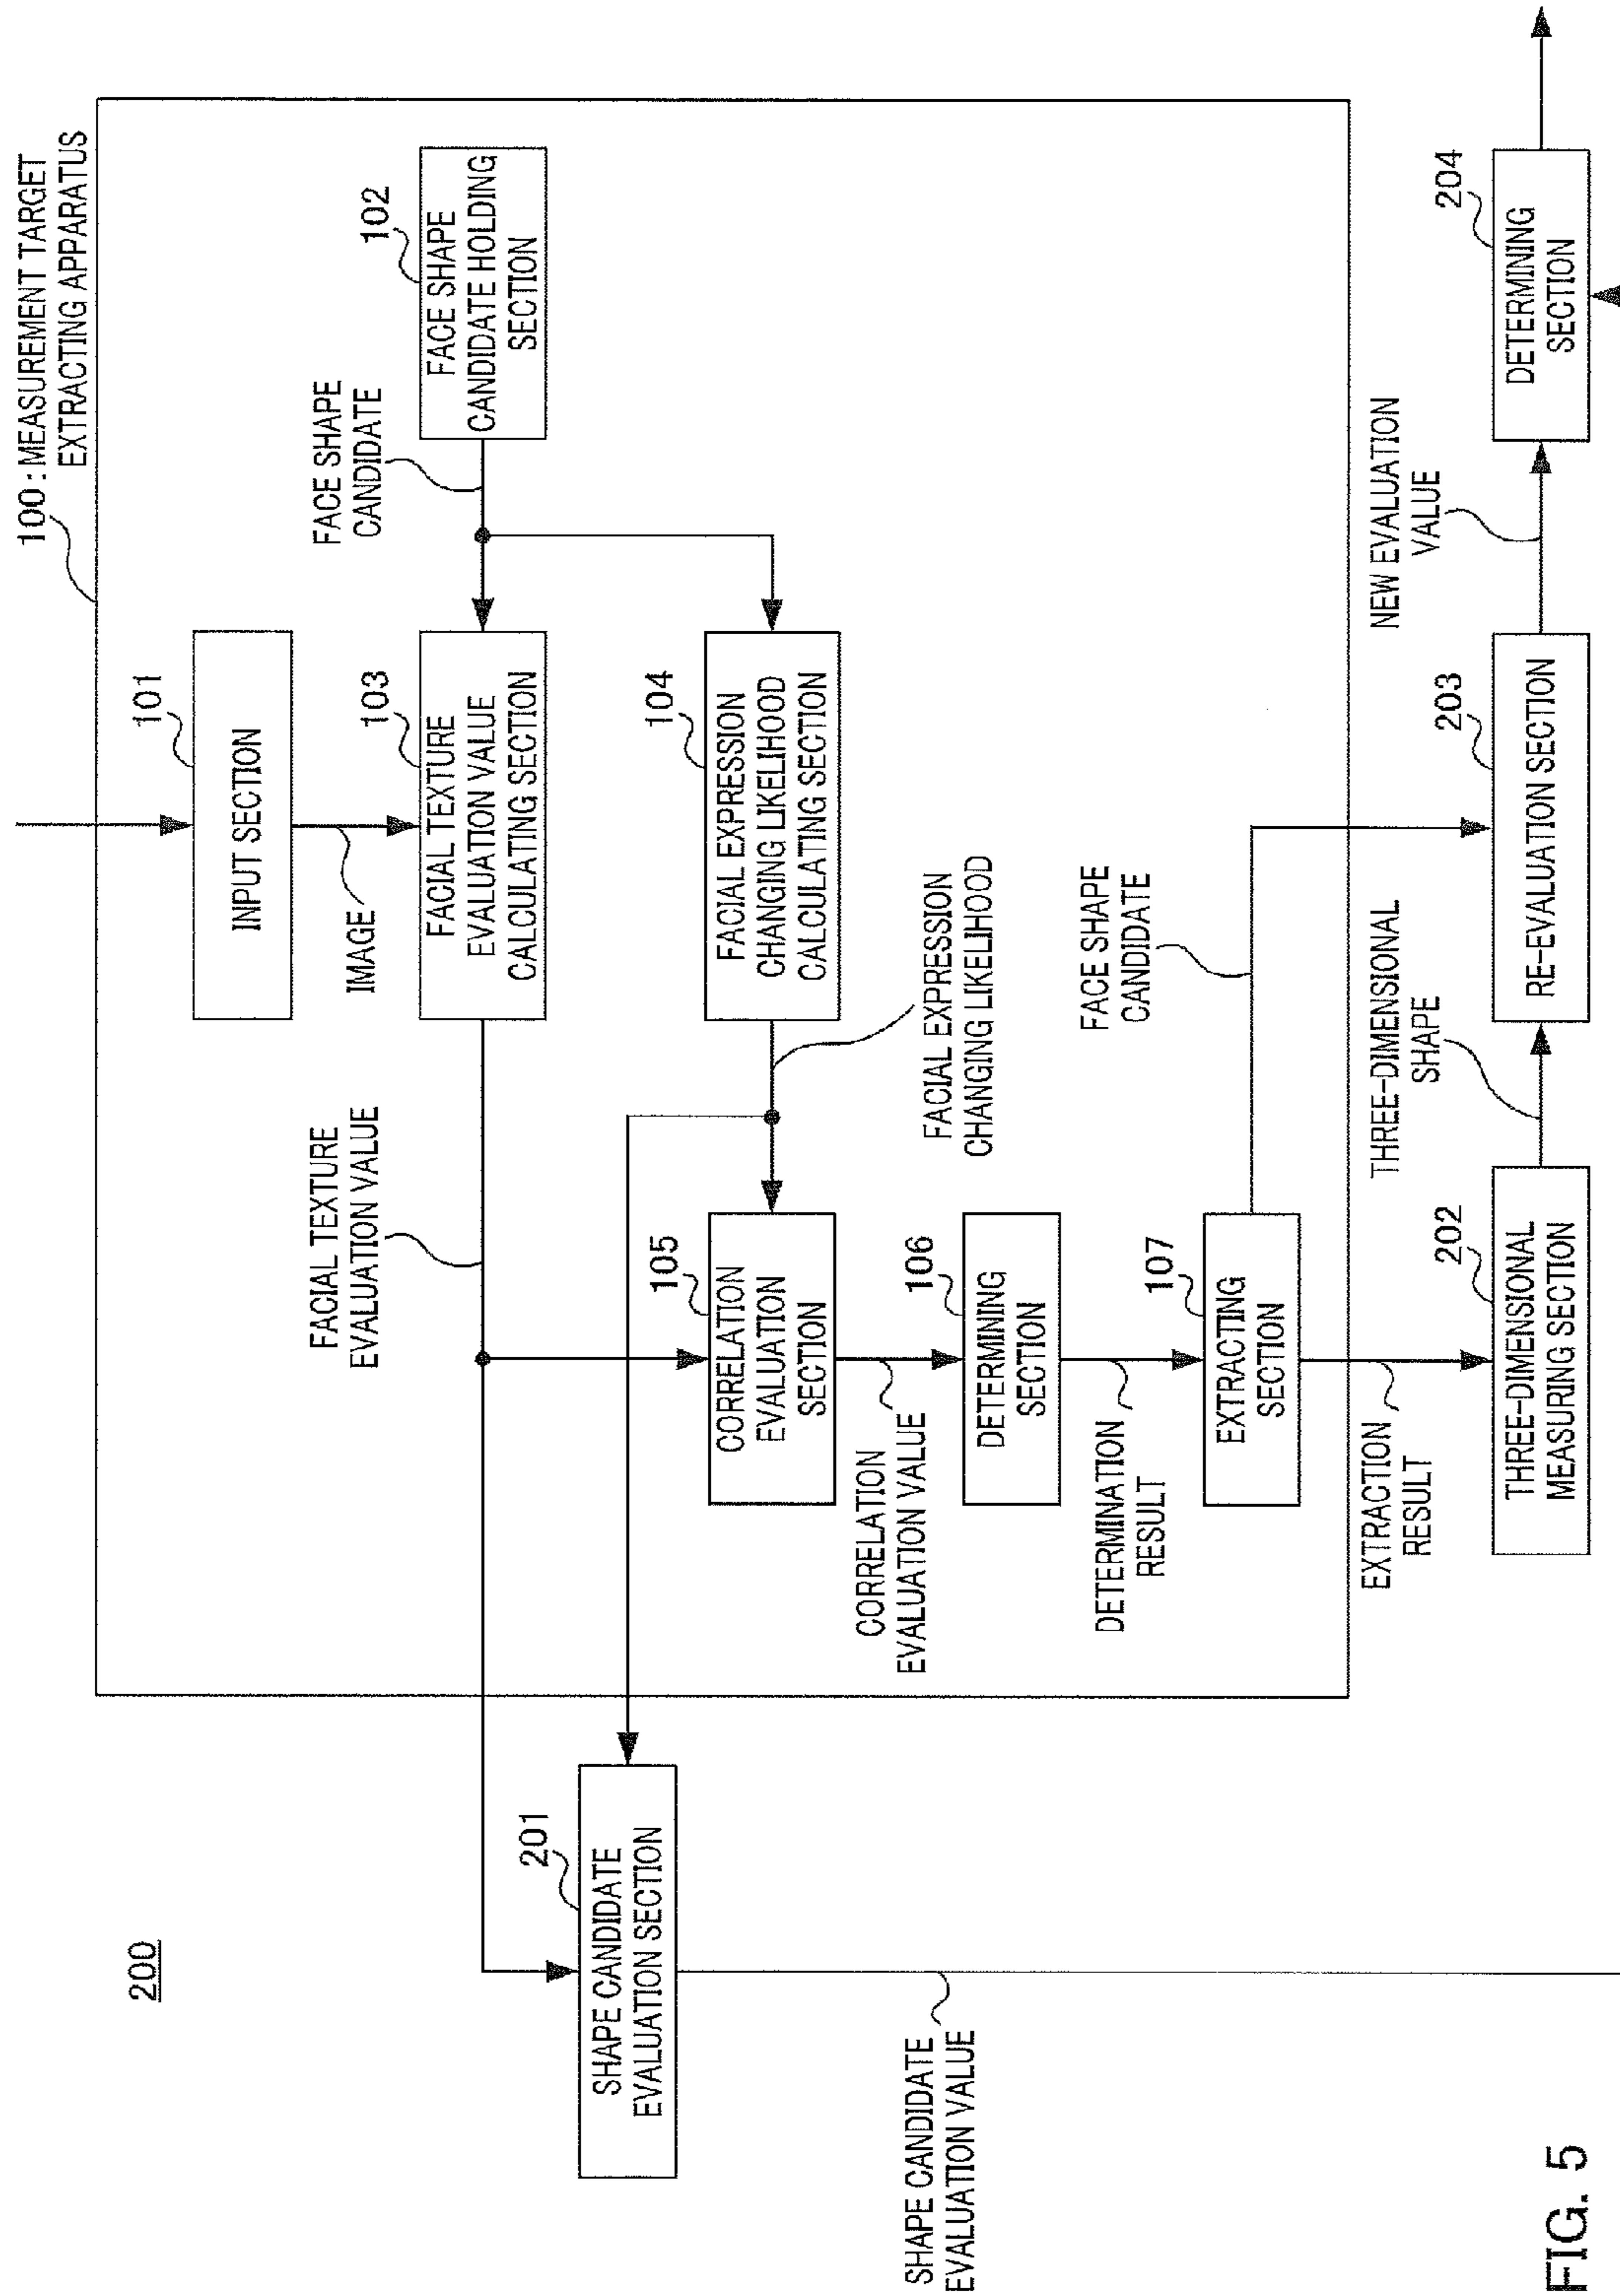 200
100 : MEASUREMENT TARGET
EXTRACTING APPARATUS
101
INPUT SECTION
IMAGE
FACE SHAPE
CANDIDATE
102
FACE SHAPE
CANDIDATE HOLDING
SECTION
103
FACIAL TEXTURE
EVALUATION VALUE
CALCULATING SECTION
FACIAL TEXTURE
EVALUATION VALUE
104
FACIAL EXPRESSION
CHANGING LIKELIHOOD
CALCULATING SECTION
FACIAL EXPRESSION
CHANGING LIKELIHOOD
201
SHAPE CANDIDATE
EVALUATION SECTION
105
CORRELATION
EVALUATION
SECTION
CORRELATION
EVALUATION VALUE
106
DETERMINING
SECTION
DETERMINATION
RESULT
107
EXTRACTING
SECTION
FACE SHAPE
CANDIDATE
SHAPE CANDIDATE
EVALUATION VALUE
EXTRACTION
RESULT
THREE-DIMENSIONAL
SHAPE
NEW EVALUATION
VALUE
202
THREE-DIMENSIONAL
MEASURING SECTION
203
RE-EVALUATION SECTION
204
DETERMINING
SECTION
FIG. 5